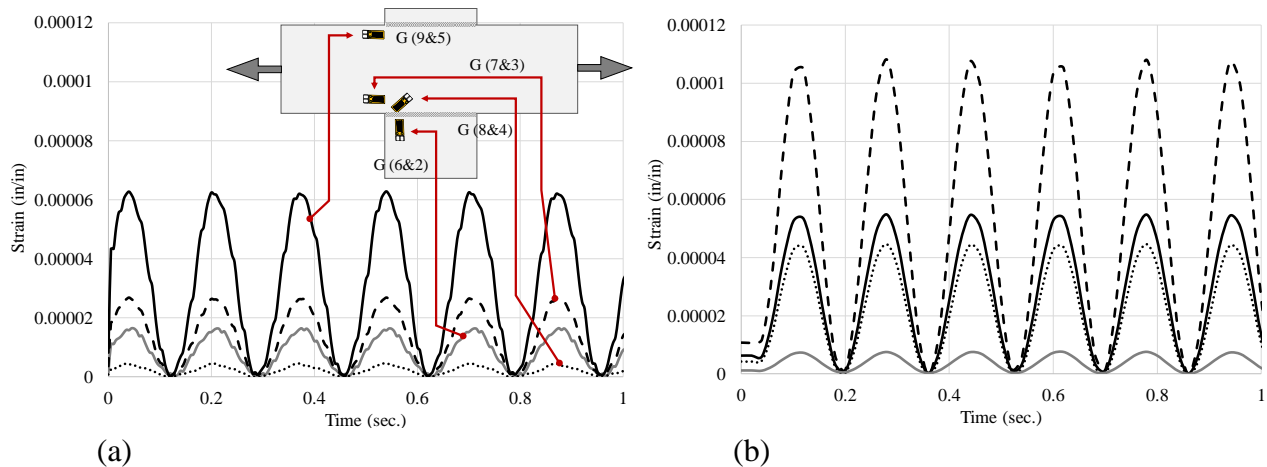 0.00012
0.0001
0.00008
0.00006
0.00004
0.00002
0
Strain (in/in)
0 0.2 0.4 0.6 0.8 1
Time (sec.)
G (9&5)
G (7&3)
G (8&4)
G (6&2)
(a)
0.00012
0.0001
0.00008
0.00006
0.00004
0.00002
0
Strain (in/in)
0 0.2 0.4 0.6 0.8 1
Time (sec.)
(b)